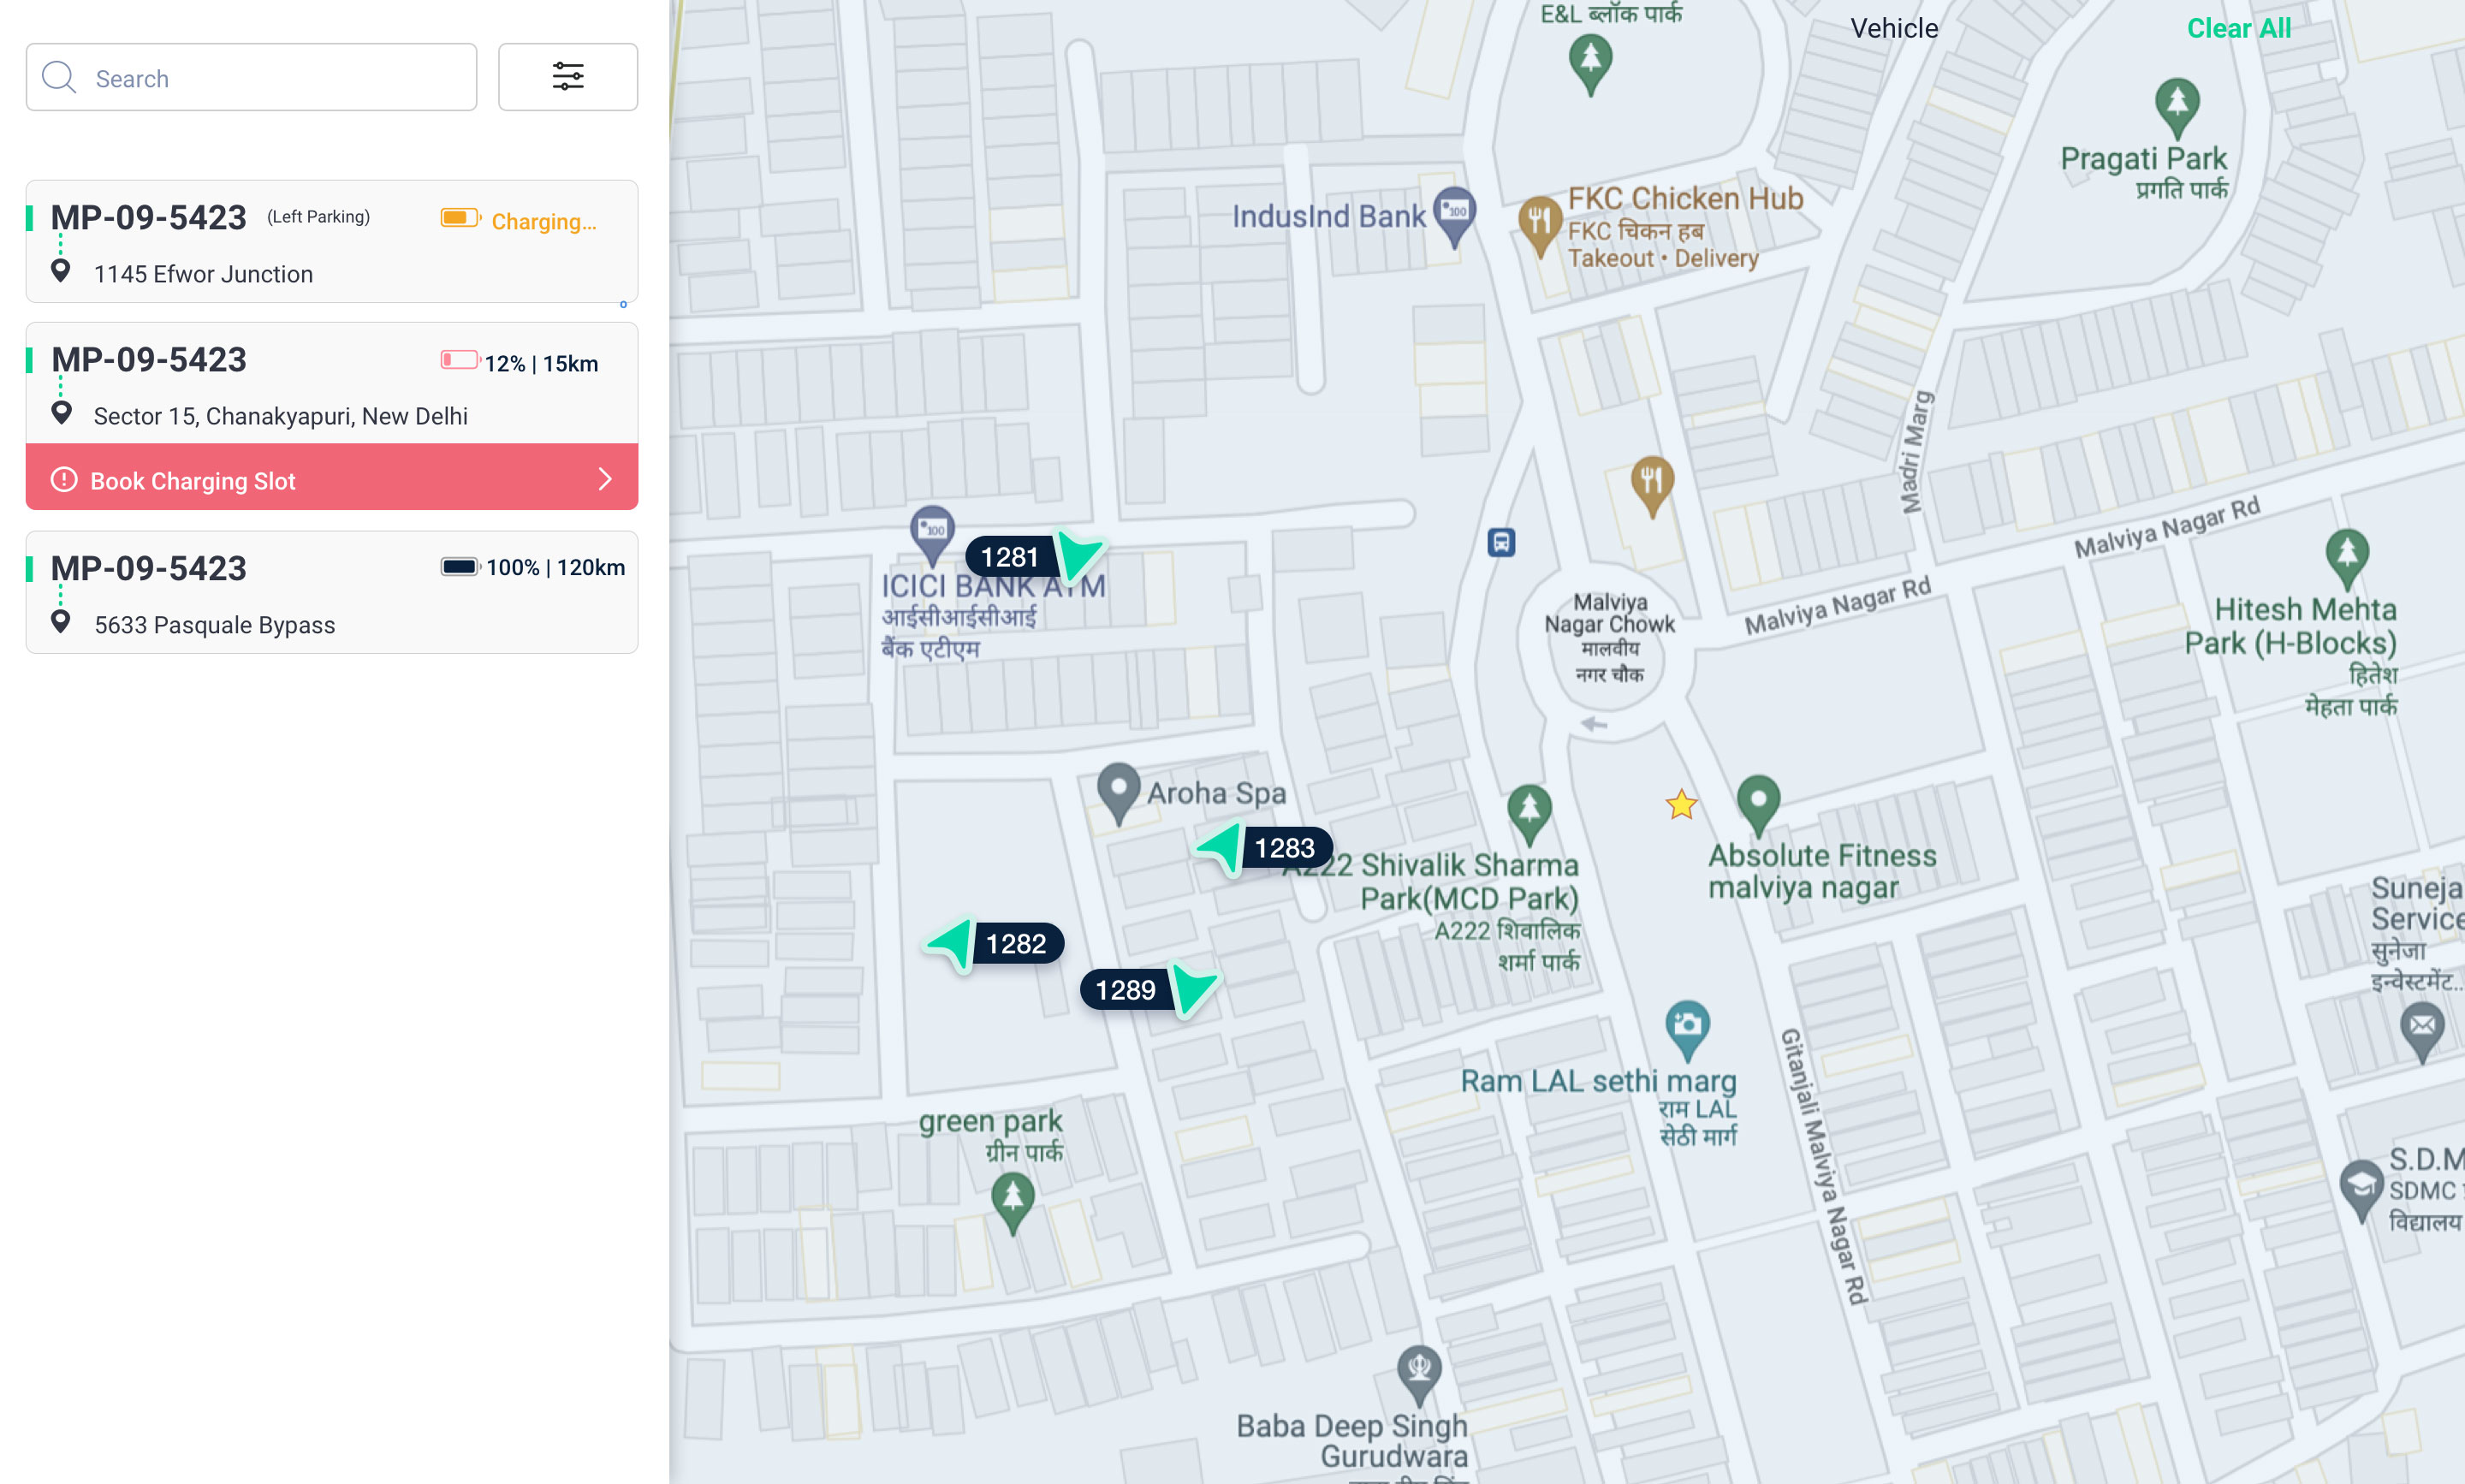 Search
MP-09-5423 (Left Parking) Charging...
1145 Efwor Junction
MP-09-5423 12% | 15km
Sector 15, Chanakyapuri, New Delhi
Book Charging Slot
MP-09-5423 100% | 120km
5633 Pasquale Bypass
E&L ब्लॉक पार्क
Vehicle
Clear All
Pragati Park
प्रगति पार्क
IndusInd Bank
FKC Chicken Hub
FKC चिकन हब
Takeout • Delivery
Madri Marg
Malviya Nagar Rd
Malviya Nagar Rd
1281
ICICI BANK ATM
आईसीआईसीआई
बैंक एटीएम
Malviya
Nagar Chowk
मालवीय
नगर चौक
Hitesh Mehta
Park (H-Blocks)
हितेश
मेहता पार्क
Aroha Spa
1283
A222 Shivalik Sharma
Park(MCD Park)
A222 शिवालिक
शर्मा पार्क
Absolute Fitness
malviya nagar
Suneja
Service
सुनेजा
इन्वेस्टमेंट..
1282
1289
Ram LAL sethi marg
राम LAL
सेठी मार्ग
Gitanjali Malviya Nagar Rd
green park
ग्रीन पार्क
S.D.M
SDMC
विद्यालय
Baba Deep Singh
Gurudwara